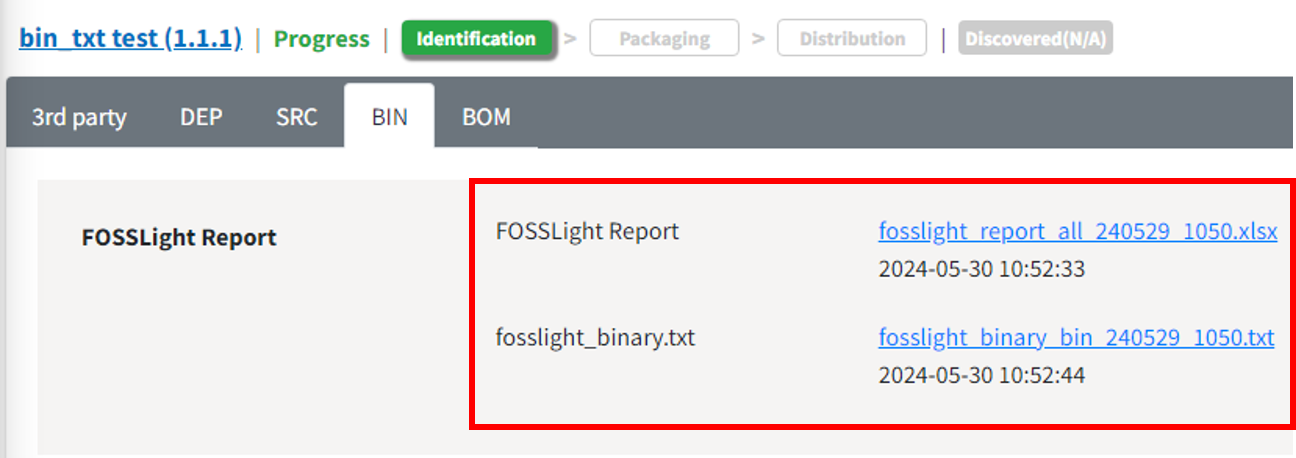 bin_txt test (1.1.1) | Progress | Identification > Packaging > Distribution | Discovered(N/A)
3rd party DEP SRC BIN BOM
FOSSLight Report
FOSSLight Report fosslight_report_all_240529_1050.xlsx
2024-05-30 10:52:33
fosslight_binary.txt fosslight_binary_bin_240529_1050.txt
2024-05-30 10:52:44